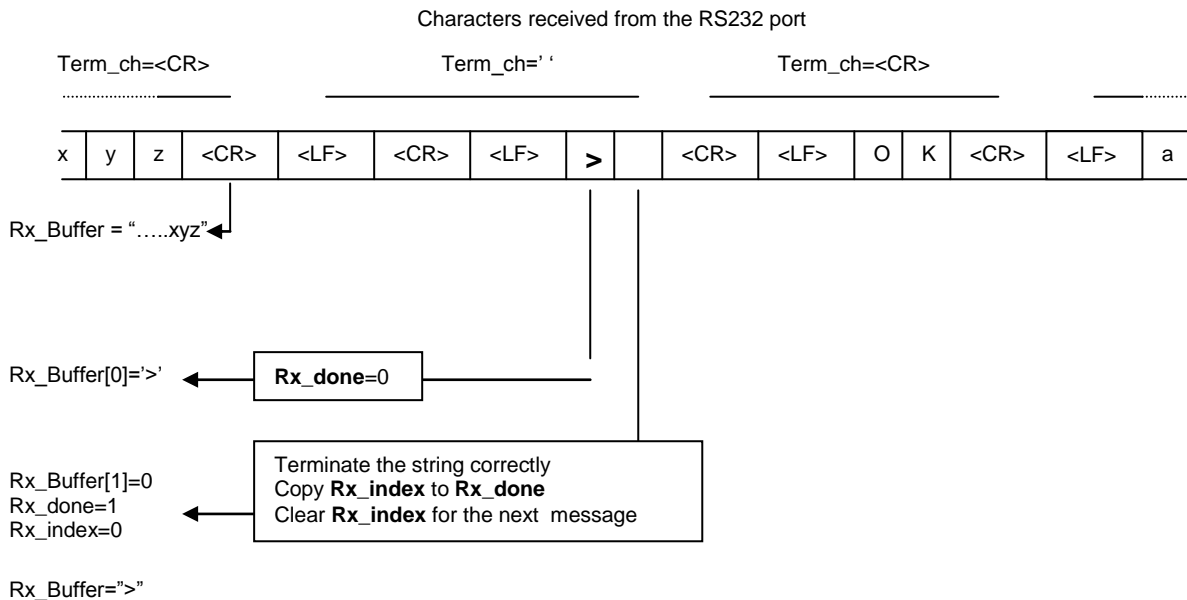 Characters received from the RS232 port
Term_ch=<CR> Term_ch=' ‘ Term_ch=<CR>
x y z <CR> <LF> <CR> <LF> > <CR> <LF> O K <CR> <LF> a
Rx_Buffer = “…..xyz”
Rx_Buffer[0]=’>’ Rx_done=0
Terminate the string correctly
Copy Rx_index to Rx_done
Clear Rx_index for the next message
Rx_Buffer[1]=0
Rx_done=1
Rx_index=0
Rx_Buffer=”>”